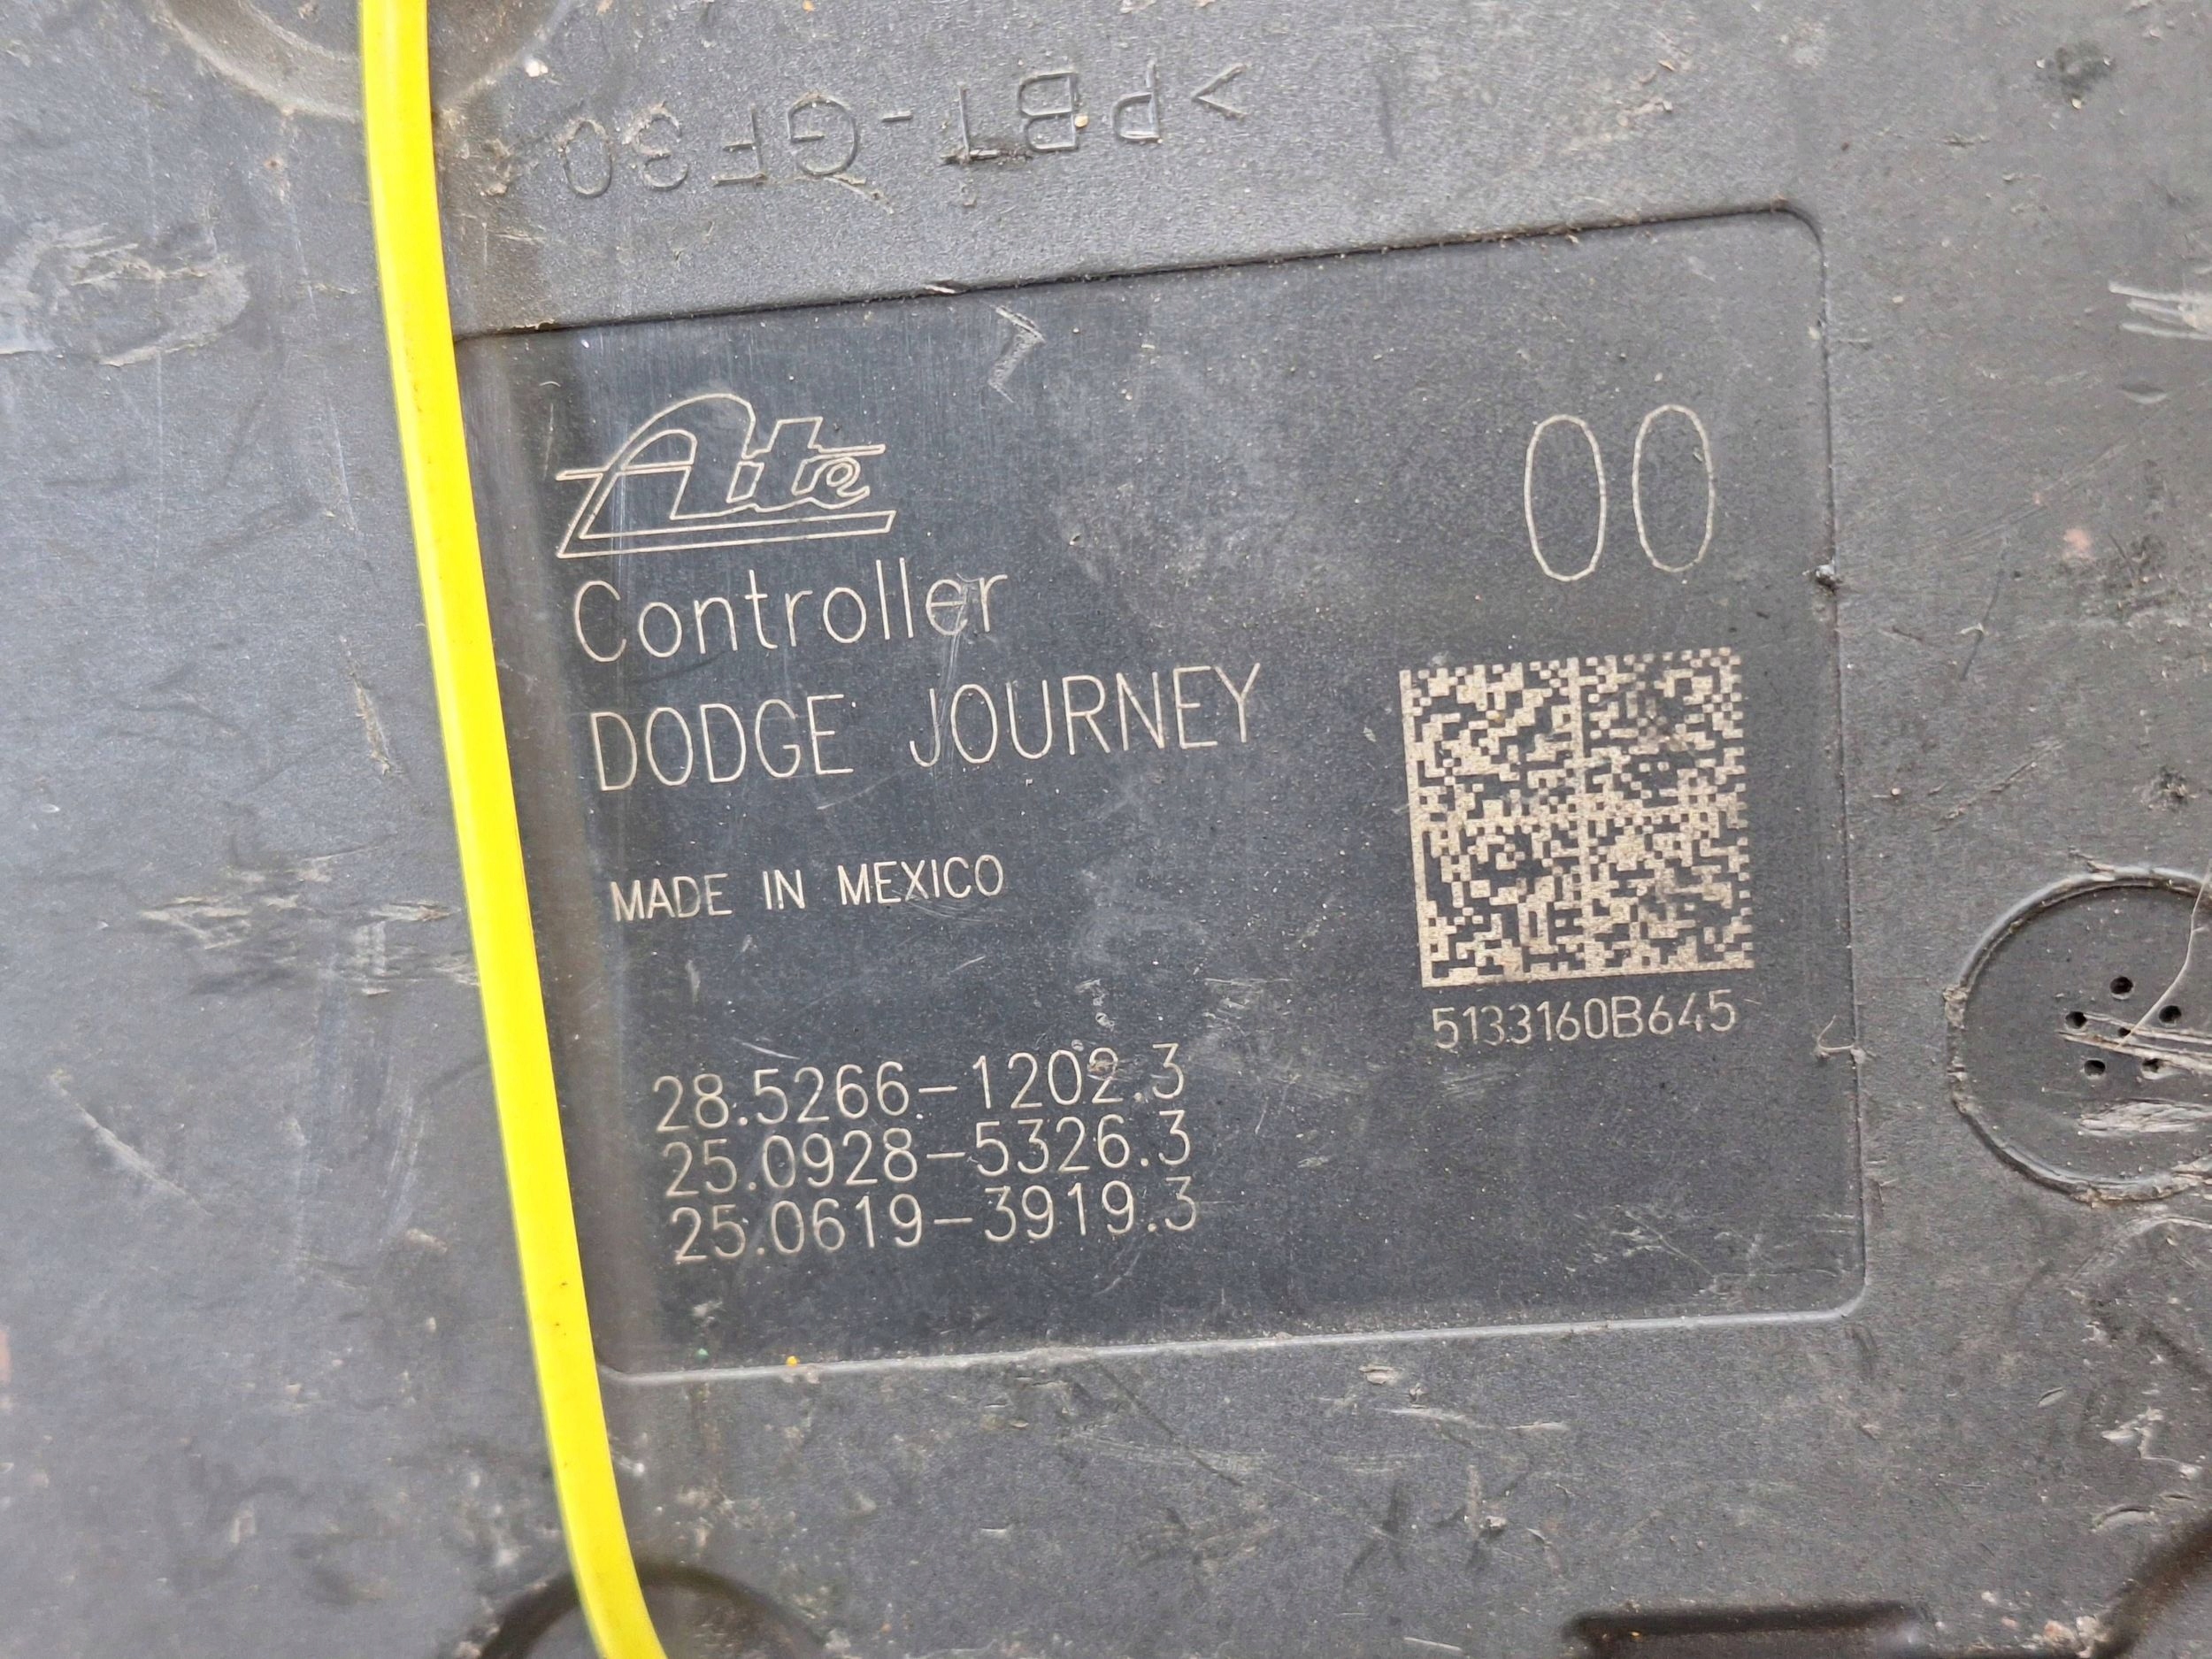 >PBT-GF30
Ate
00
Controller
DODGE JOURNEY
MADE IN MEXICO
5133160B645
28.5266-1202.3
25.0928-5326.3
25.0619-3919.3